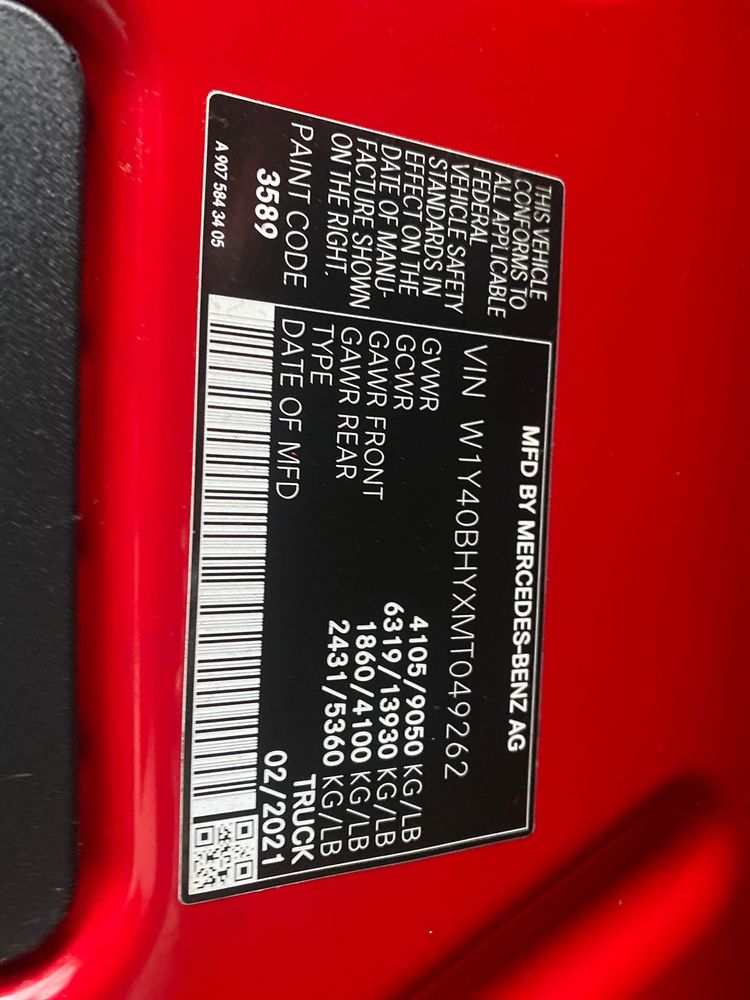 THIS VEHICLE
CONFORMS TO
ALL APPLICABLE
FEDERAL
VEHICLE SAFETY
STANDARDS IN
EFFECT ON THE
DATE OF MANU-
FACTURE SHOWN
ON THE RIGHT.
PAINT CODE
3589
A 907 584 34 05
MFD BY MERCEDES-BENZ AG
VIN W1Y40BHYXMT049262
GVWR 4105/9050 KG/LB
GCWR 6319/13930 KG/LB
GAWR FRONT 1860/4100 KG/LB
GAWR REAR 2431/5360 KG/LB
TYPE TRUCK
DATE OF MFD 02/2021